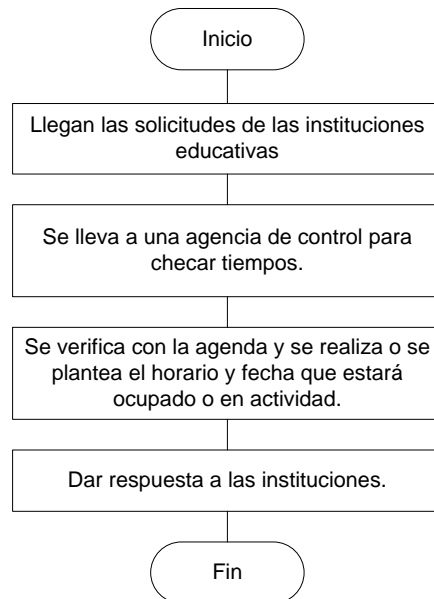 Inicio
Llegan las solicitudes de las instituciones
educativas
Se lleva a una agencia de control para
checar tiempos.
Se verifica con la agenda y se realiza o se
plantea el horario y fecha que estará
ocupado o en actividad.
Dar respuesta a las instituciones.
Fin